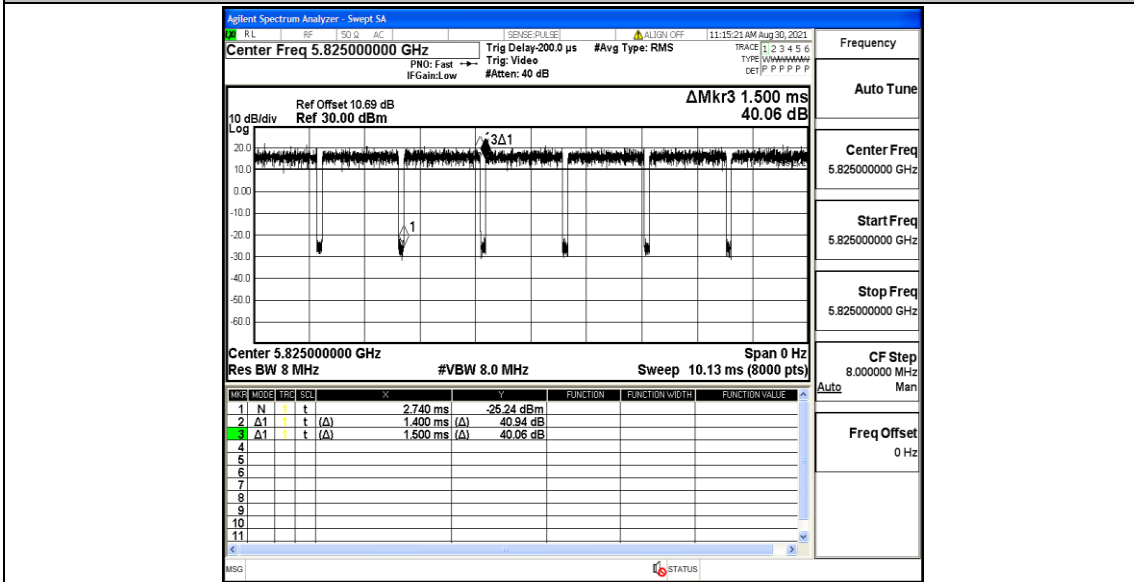 Agilent Spectrum Analyzer - Swept SA
RL RF 50 Ω AC SENSE:PULSE ALIGN OFF 11:15:21 AM Aug 30, 2021
Center Freq 5.825000000 GHz
PNO: Fast
IFGain:Low
Trig Delay-200.0 µs
Trig: Video
#Atten: 40 dB
#Avg Type: RMS
TRACE 1 2 3 4 5 6
TYPE
DET P P P P P P
Ref Offset 10.69 dB
10 dB/div Ref 30.00 dBm
ΔMkr3 1.500 ms
40.06 dB
Log
20.0
10.0
0.00
-10.0
-20.0
-30.0
-40.0
-50.0
-60.0
3Δ1
1
Center 5.825000000 GHz Span 0 Hz
Res BW 8 MHz #VBW 8.0 MHz Sweep 10.13 ms (8000 pts)
MKR MODE TRC SCL X Y FUNCTION FUNCTION WIDTH FUNCTION VALUE
1 N 1 t 2.740 ms -25.24 dBm
2 Δ1 1 t (Δ) 1.400 ms (Δ) 40.94 dB
3 Δ1 1 t (Δ) 1.500 ms (Δ) 40.06 dB
4
5
6
7
8
9
10
11
MSG STATUS
Frequency
Auto Tune
Center Freq
5.825000000 GHz
Start Freq
5.825000000 GHz
Stop Freq
5.825000000 GHz
CF Step
8.000000 MHz
Auto Man
Freq Offset
0 Hz